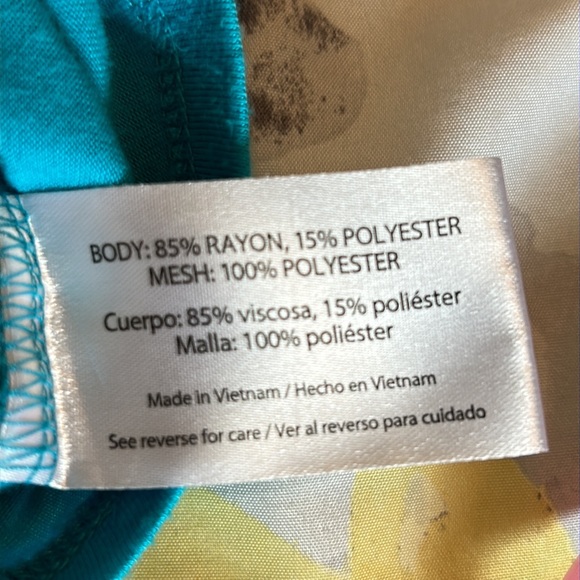 BODY: 85% RAYON, 15% POLYESTER
MESH: 100% POLYESTER
Cuerpo: 85% viscosa, 15% poliéster
Malla: 100% poliéster
Made in Vietnam / Hecho en Vietnam
See reverse for care / Ver al reverso para cuidado